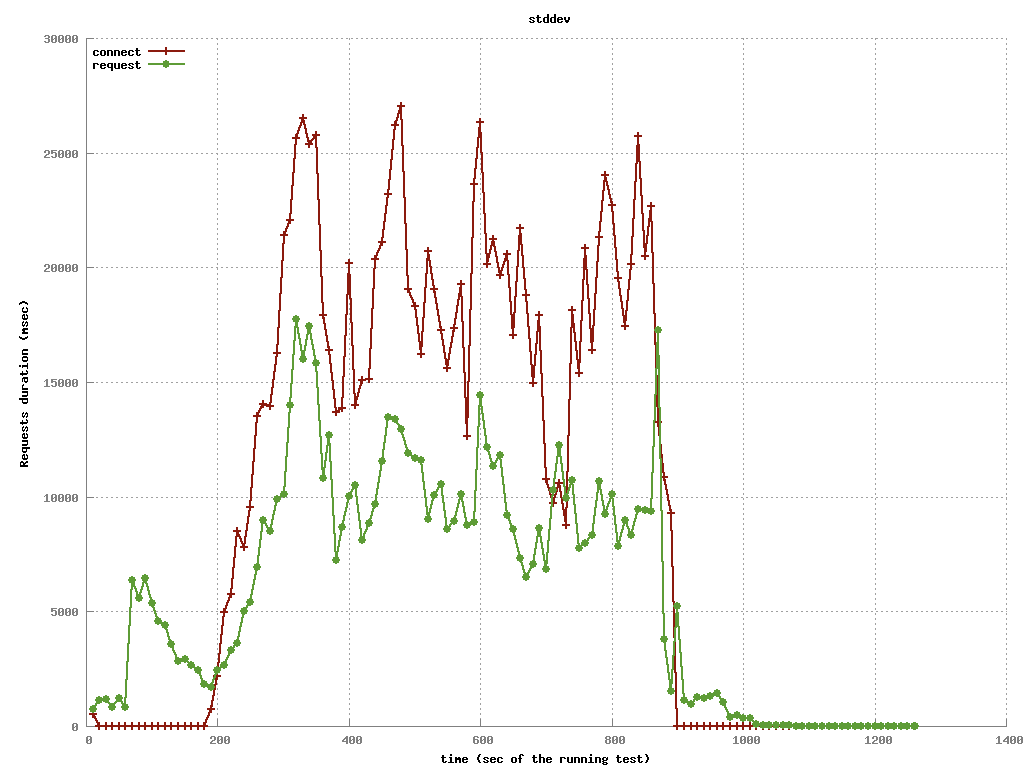 stddev
30000
connect
request
25000
20000
Requests duration (msec)
15000
10000
5000
0
0 200 400 600 800 1000 1200 1400
time (sec of the running test)